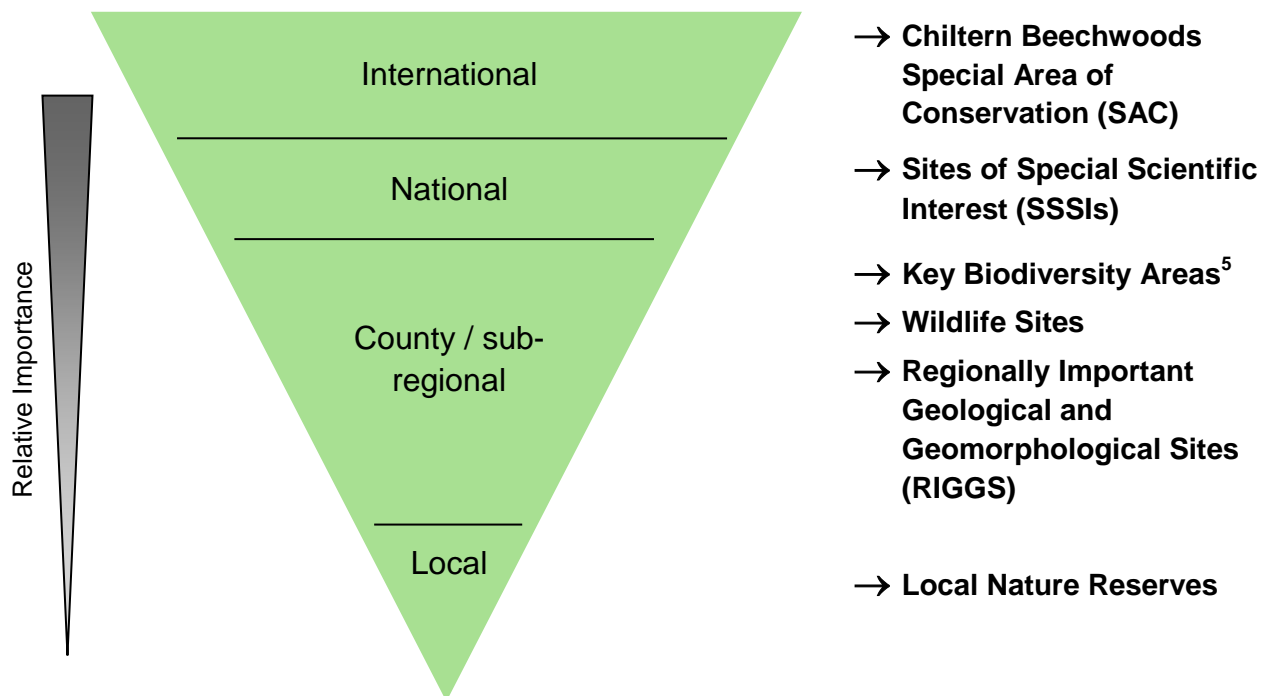 International
→ Chiltern Beechwoods
Special Area of
Conservation (SAC)
National
→ Sites of Special Scientific
Interest (SSSIs)
County / sub-
regional
→ Key Biodiversity Areas⁵
→ Wildlife Sites
→ Regionally Important
Geological and
Geomorphological Sites
(RIGGS)
Local
→ Local Nature Reserves
Relative Importance